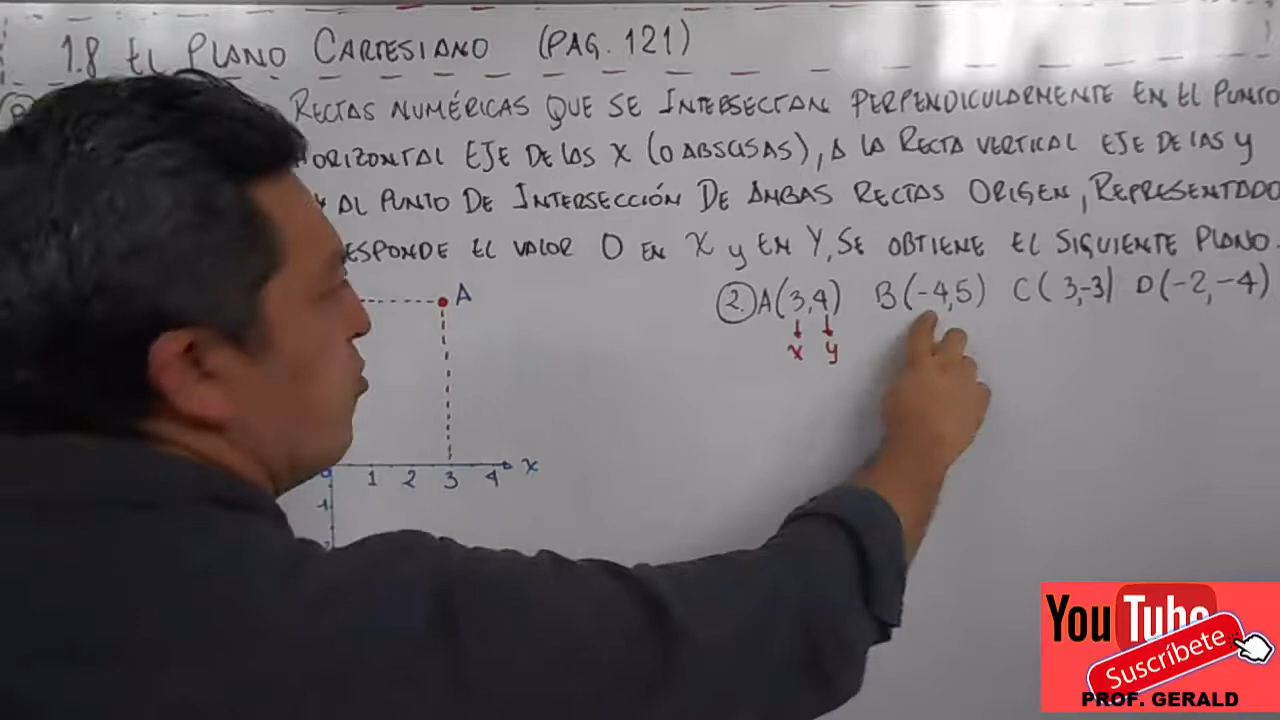 1.8 EL PLANO CARTESIANO (PAG. 121)
RECTAS NUMÉRICAS QUE SE INTERSECTAN PERPENDICULARMENTE EN EL PUNTO
HORIZONTAL EJE DE LAS X (O ABSCISAS), A LA RECTA VERTICAL EJE DE LAS Y
Y AL PUNTO DE INTERSECCIÓN DE AMBAS RECTAS ORIGEN, REPRESENTADO
ESPONDE EL VALOR 0 EN X y EN Y, SE OBTIENE EL SIGUIENTE PLANO.
2. A(3,4) B(-4,5) C(3,-3) D(-2,-4)
x y
A
0 1 2 3 4 x
-1
YouTube
Suscríbete
PROF. GERALD